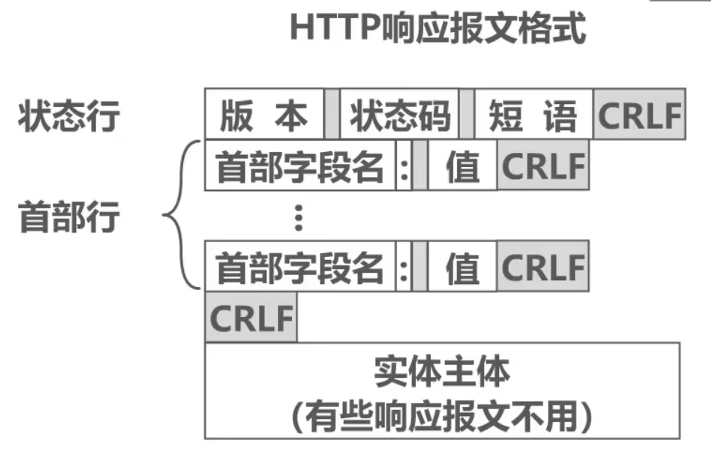 HTTP响应报文格式
状态行 版本 状态码 短语 CRLF
首部字段名 : 值 CRLF
首部行 ⋮
首部字段名 : 值 CRLF
CRLF
实体主体
（有些响应报文不用）